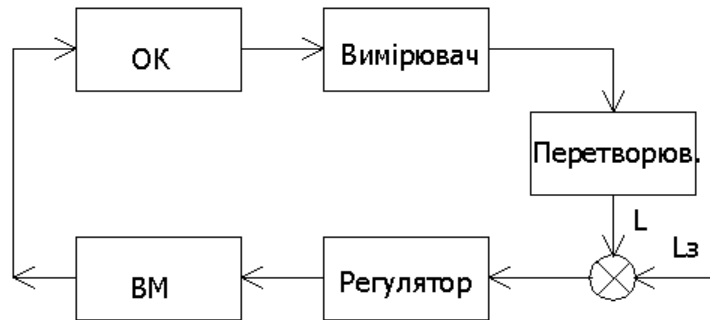 ОК
Вимірювач
Перетворюв.
L
Lз
ВМ
Регулятор